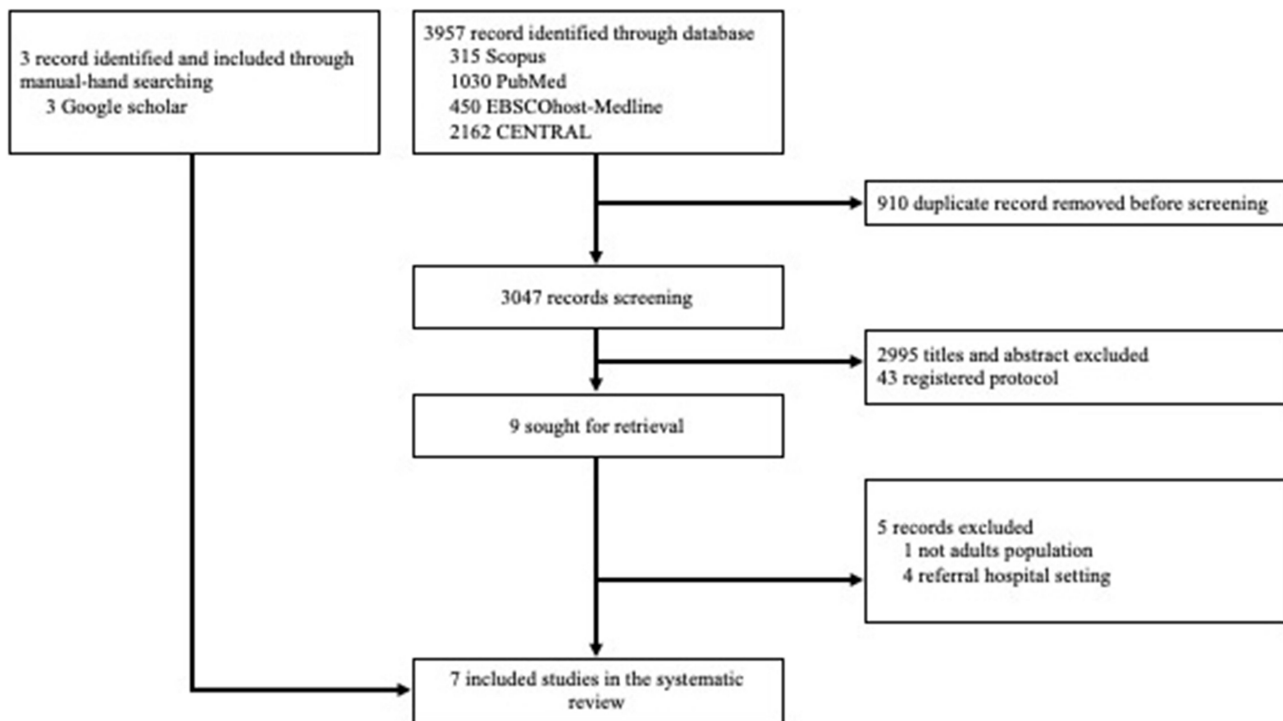 3 record identified and included through
manual-hand searching
3 Google scholar
3957 record identified through database
315 Scopus
1030 PubMed
450 EBSCOhost-Medline
2162 CENTRAL
910 duplicate record removed before screening
3047 records screening
2995 titles and abstract excluded
43 registered protocol
9 sought for retrieval
5 records excluded
1 not adults population
4 referral hospital setting
7 included studies in the systematic
review